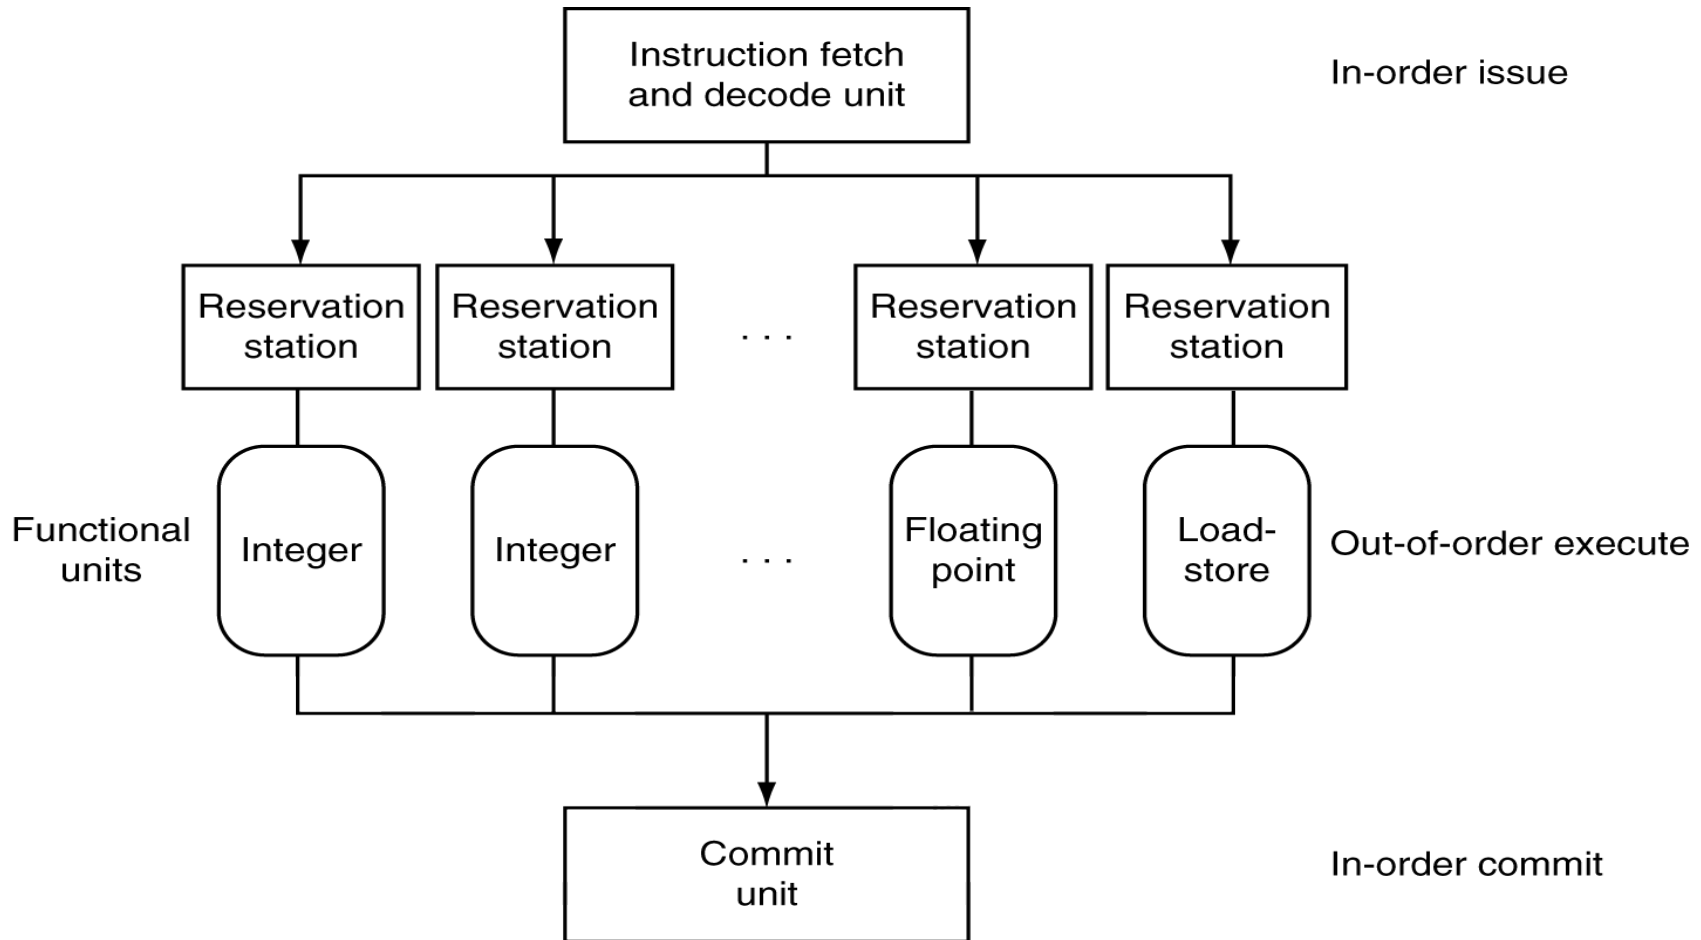 Instruction fetch
and decode unit
In-order issue
Reservation
station
Reservation
station
. . .
Reservation
station
Reservation
station
Functional
units
Integer
Integer
. . .
Floating
point
Load-
store
Out-of-order execute
Commit
unit
In-order commit